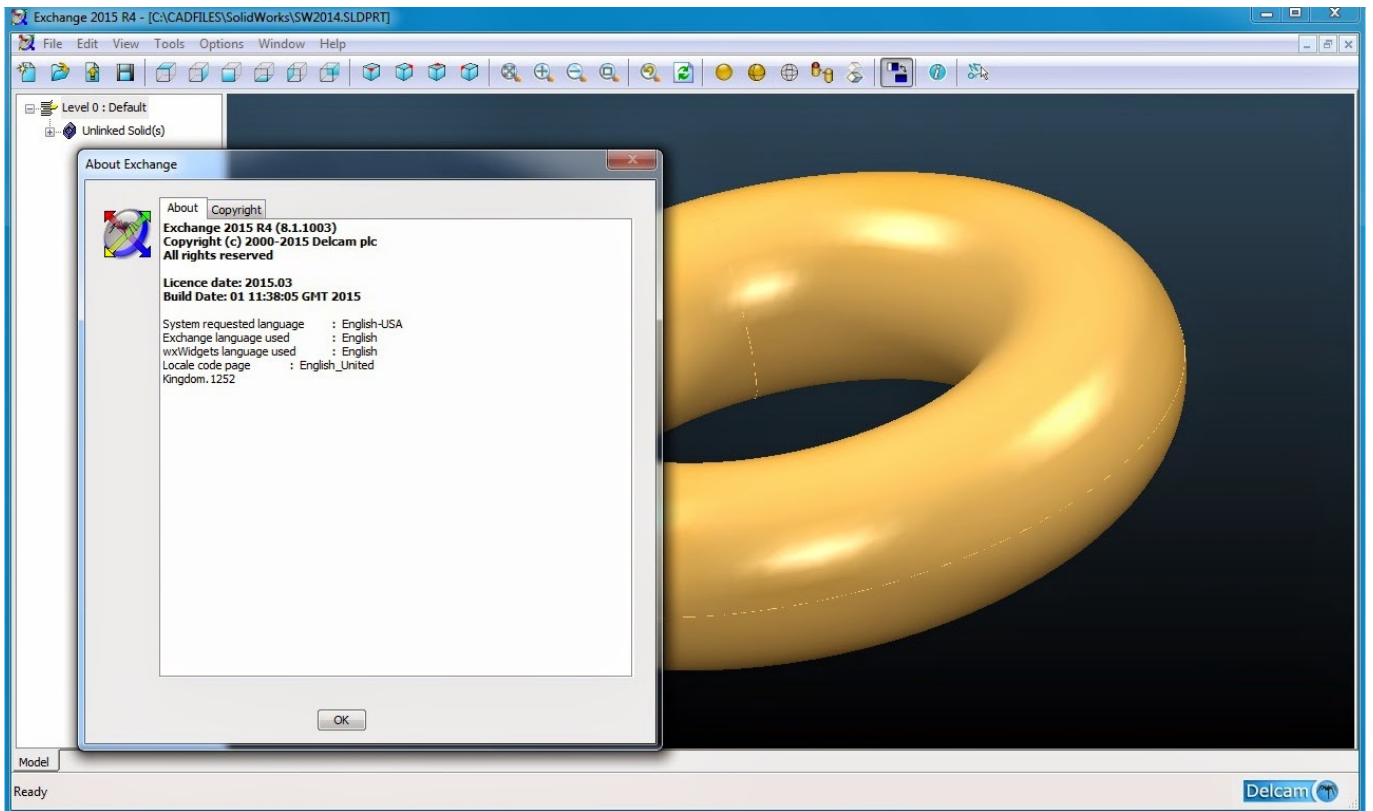 Exchange 2015 R4 - [C:\CADFILES\SolidWorks\SW2014.SLDPRT]
File Edit View Tools Options Window Help
Level 0 : Default
Unlinked Solid(s)
About Exchange
About Copyright
Exchange 2015 R4 (8.1.1003)
Copyright (c) 2000-2015 Delcam plc
All rights reserved
Licence date: 2015.03
Build Date: 01 11:38:05 GMT 2015
System requested language : English-USA
Exchange language used : English
wxWidgets language used : English
Locale code page : English_United
Kingdom.1252
OK
Model
Ready
Delcam